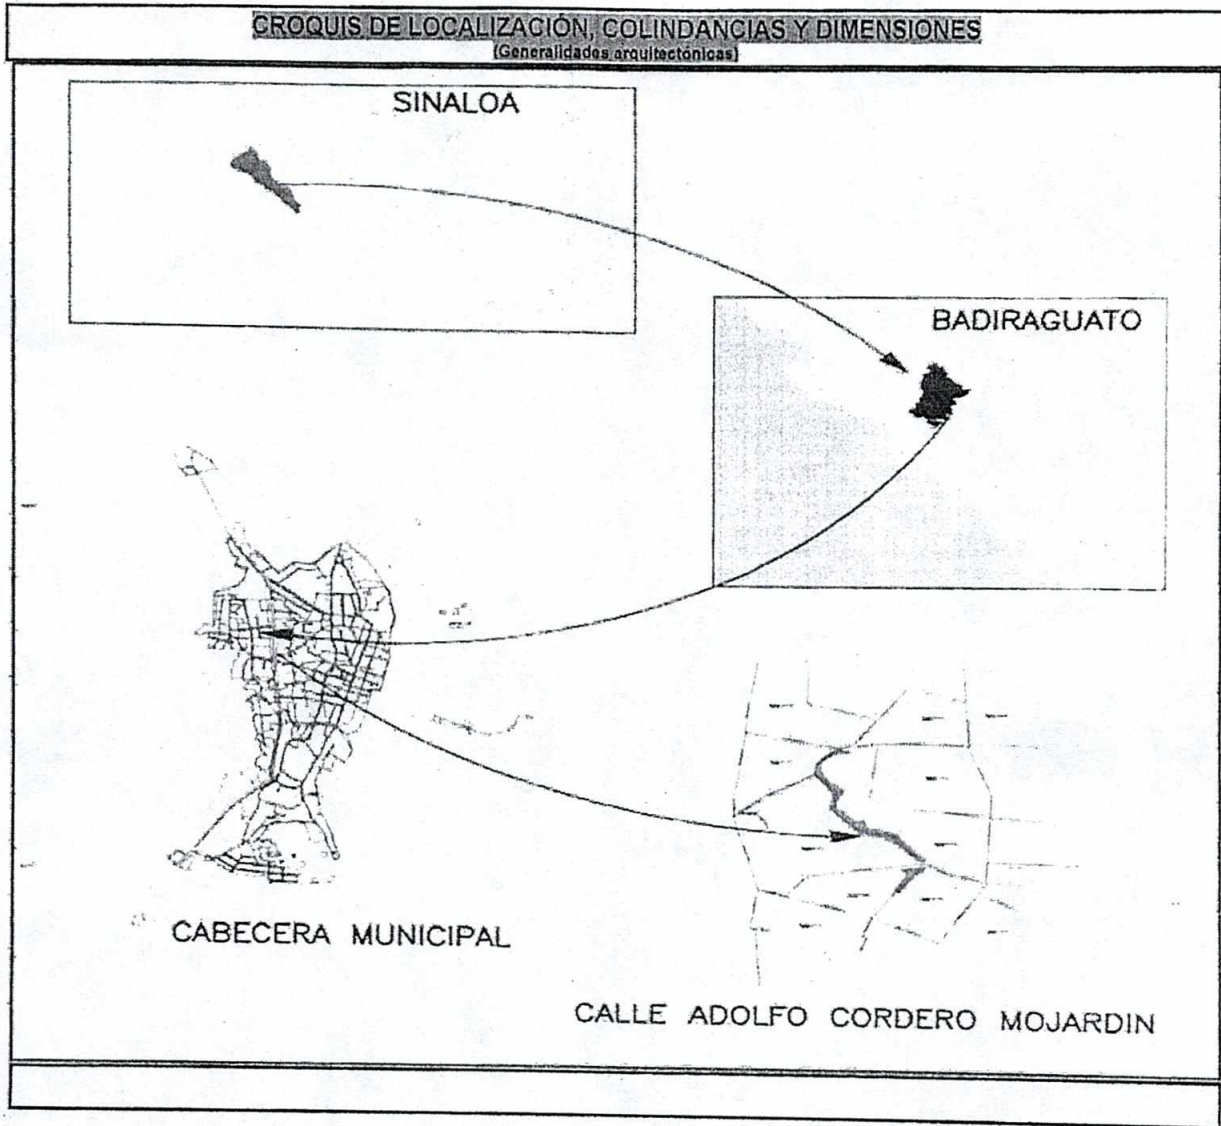 CROQUIS DE LOCALIZACIÓN, COLINDANCIAS Y DIMENSIONES
(Generalidades arquitectónicas)
SINALOA
BADIRAGUATO
CABECERA MUNICIPAL
CALLE ADOLFO CORDERO MOJARDIN